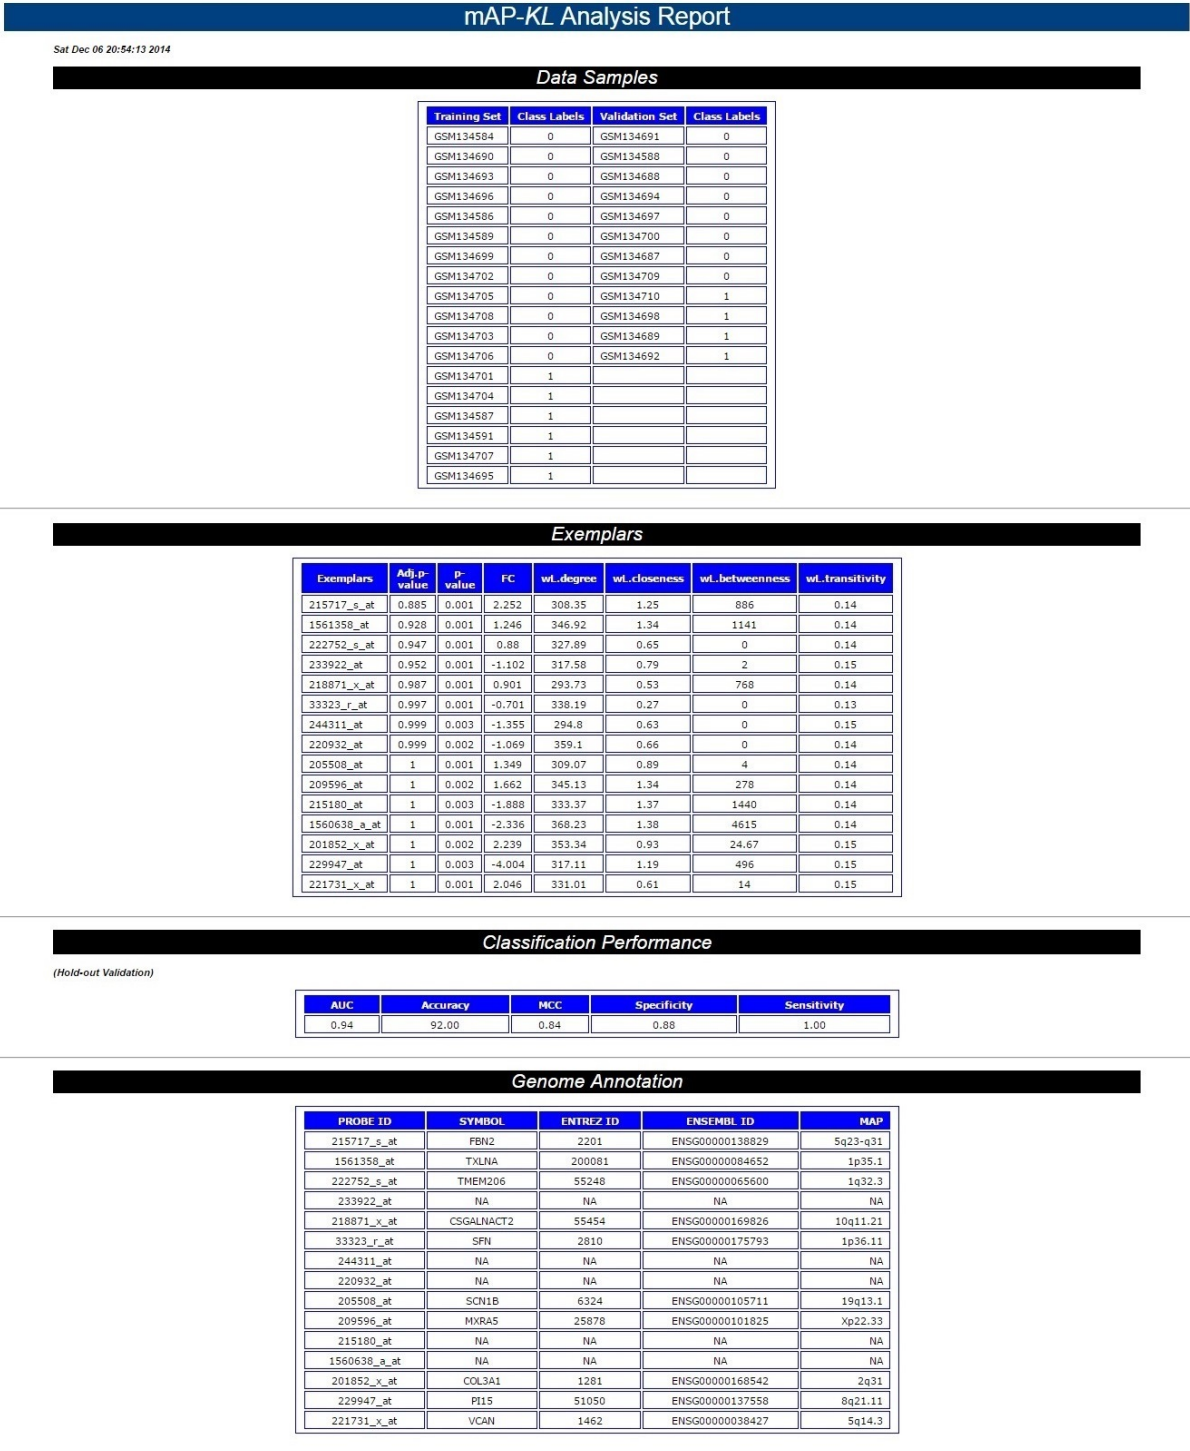 mAP-KL Analysis Report
Sat Dec 06 20:54:13 2014
Data Samples
Training Set Class Labels Validation Set Class Labels
GSM134584 0 GSM134691 0
GSM134690 0 GSM134588 0
GSM134693 0 GSM134688 0
GSM134696 0 GSM134694 0
GSM134586 0 GSM134697 0
GSM134589 0 GSM134700 0
GSM134699 0 GSM134687 0
GSM134702 0 GSM134709 0
GSM134705 0 GSM134710 1
GSM134708 0 GSM134698 1
GSM134703 0 GSM134689 1
GSM134706 0 GSM134692 1
GSM134701 1
GSM134704 1
GSM134587 1
GSM134591 1
GSM134707 1
GSM134695 1
Exemplars
Exemplars Adj.p-value p-value FC wL.degree wL.closeness wL.betweenness wL.transitivity
215717_s_at 0.885 0.001 2.252 308.35 1.25 886 0.14
1561358_at 0.928 0.001 1.246 346.92 1.34 1141 0.14
222752_s_at 0.947 0.001 0.88 327.89 0.65 0 0.14
233922_at 0.952 0.001 -1.102 317.58 0.79 2 0.15
218871_x_at 0.987 0.001 0.901 293.73 0.53 768 0.14
33323_r_at 0.997 0.001 -0.701 338.19 0.27 0 0.13
244311_at 0.999 0.003 -1.355 294.8 0.63 0 0.15
220932_at 0.999 0.002 -1.069 359.1 0.66 0 0.14
205508_at 1 0.001 1.349 309.07 0.89 4 0.14
209596_at 1 0.002 1.662 345.13 1.34 278 0.14
215180_at 1 0.003 -1.888 333.37 1.37 1440 0.14
1560638_a_at 1 0.001 -2.336 368.23 1.38 4615 0.14
201852_x_at 1 0.002 2.239 353.34 0.93 24.67 0.15
229947_at 1 0.003 -4.004 317.11 1.19 496 0.15
221731_x_at 1 0.001 2.046 331.01 0.61 14 0.15
Classification Performance
(Hold-out Validation)
AUC Accuracy MCC Specificity Sensitivity
0.94 92.00 0.84 0.88 1.00
Genome Annotation
PROBE ID SYMBOL ENTREZ ID ENSEMBL ID MAP
215717_s_at FBN2 2201 ENSG00000138829 5q23-q31
1561358_at TXLNA 200081 ENSG00000084652 1p35.1
222752_s_at TMEM206 55248 ENSG00000065600 1q32.3
233922_at NA NA NA NA
218871_x_at CSGALNACT2 55454 ENSG00000169826 10q11.21
33323_r_at SFN 2810 ENSG00000175793 1p36.11
244311_at NA NA NA NA
220932_at NA NA NA NA
205508_at SCN1B 6324 ENSG00000105711 19q13.1
209596_at MXRA5 25878 ENSG00000101825 Xp22.33
215180_at NA NA NA NA
1560638_a_at NA NA NA NA
201852_x_at COL3A1 1281 ENSG00000168542 2q31
229947_at PI15 51050 ENSG00000137558 8q21.11
221731_x_at VCAN 1462 ENSG00000038427 5q14.3